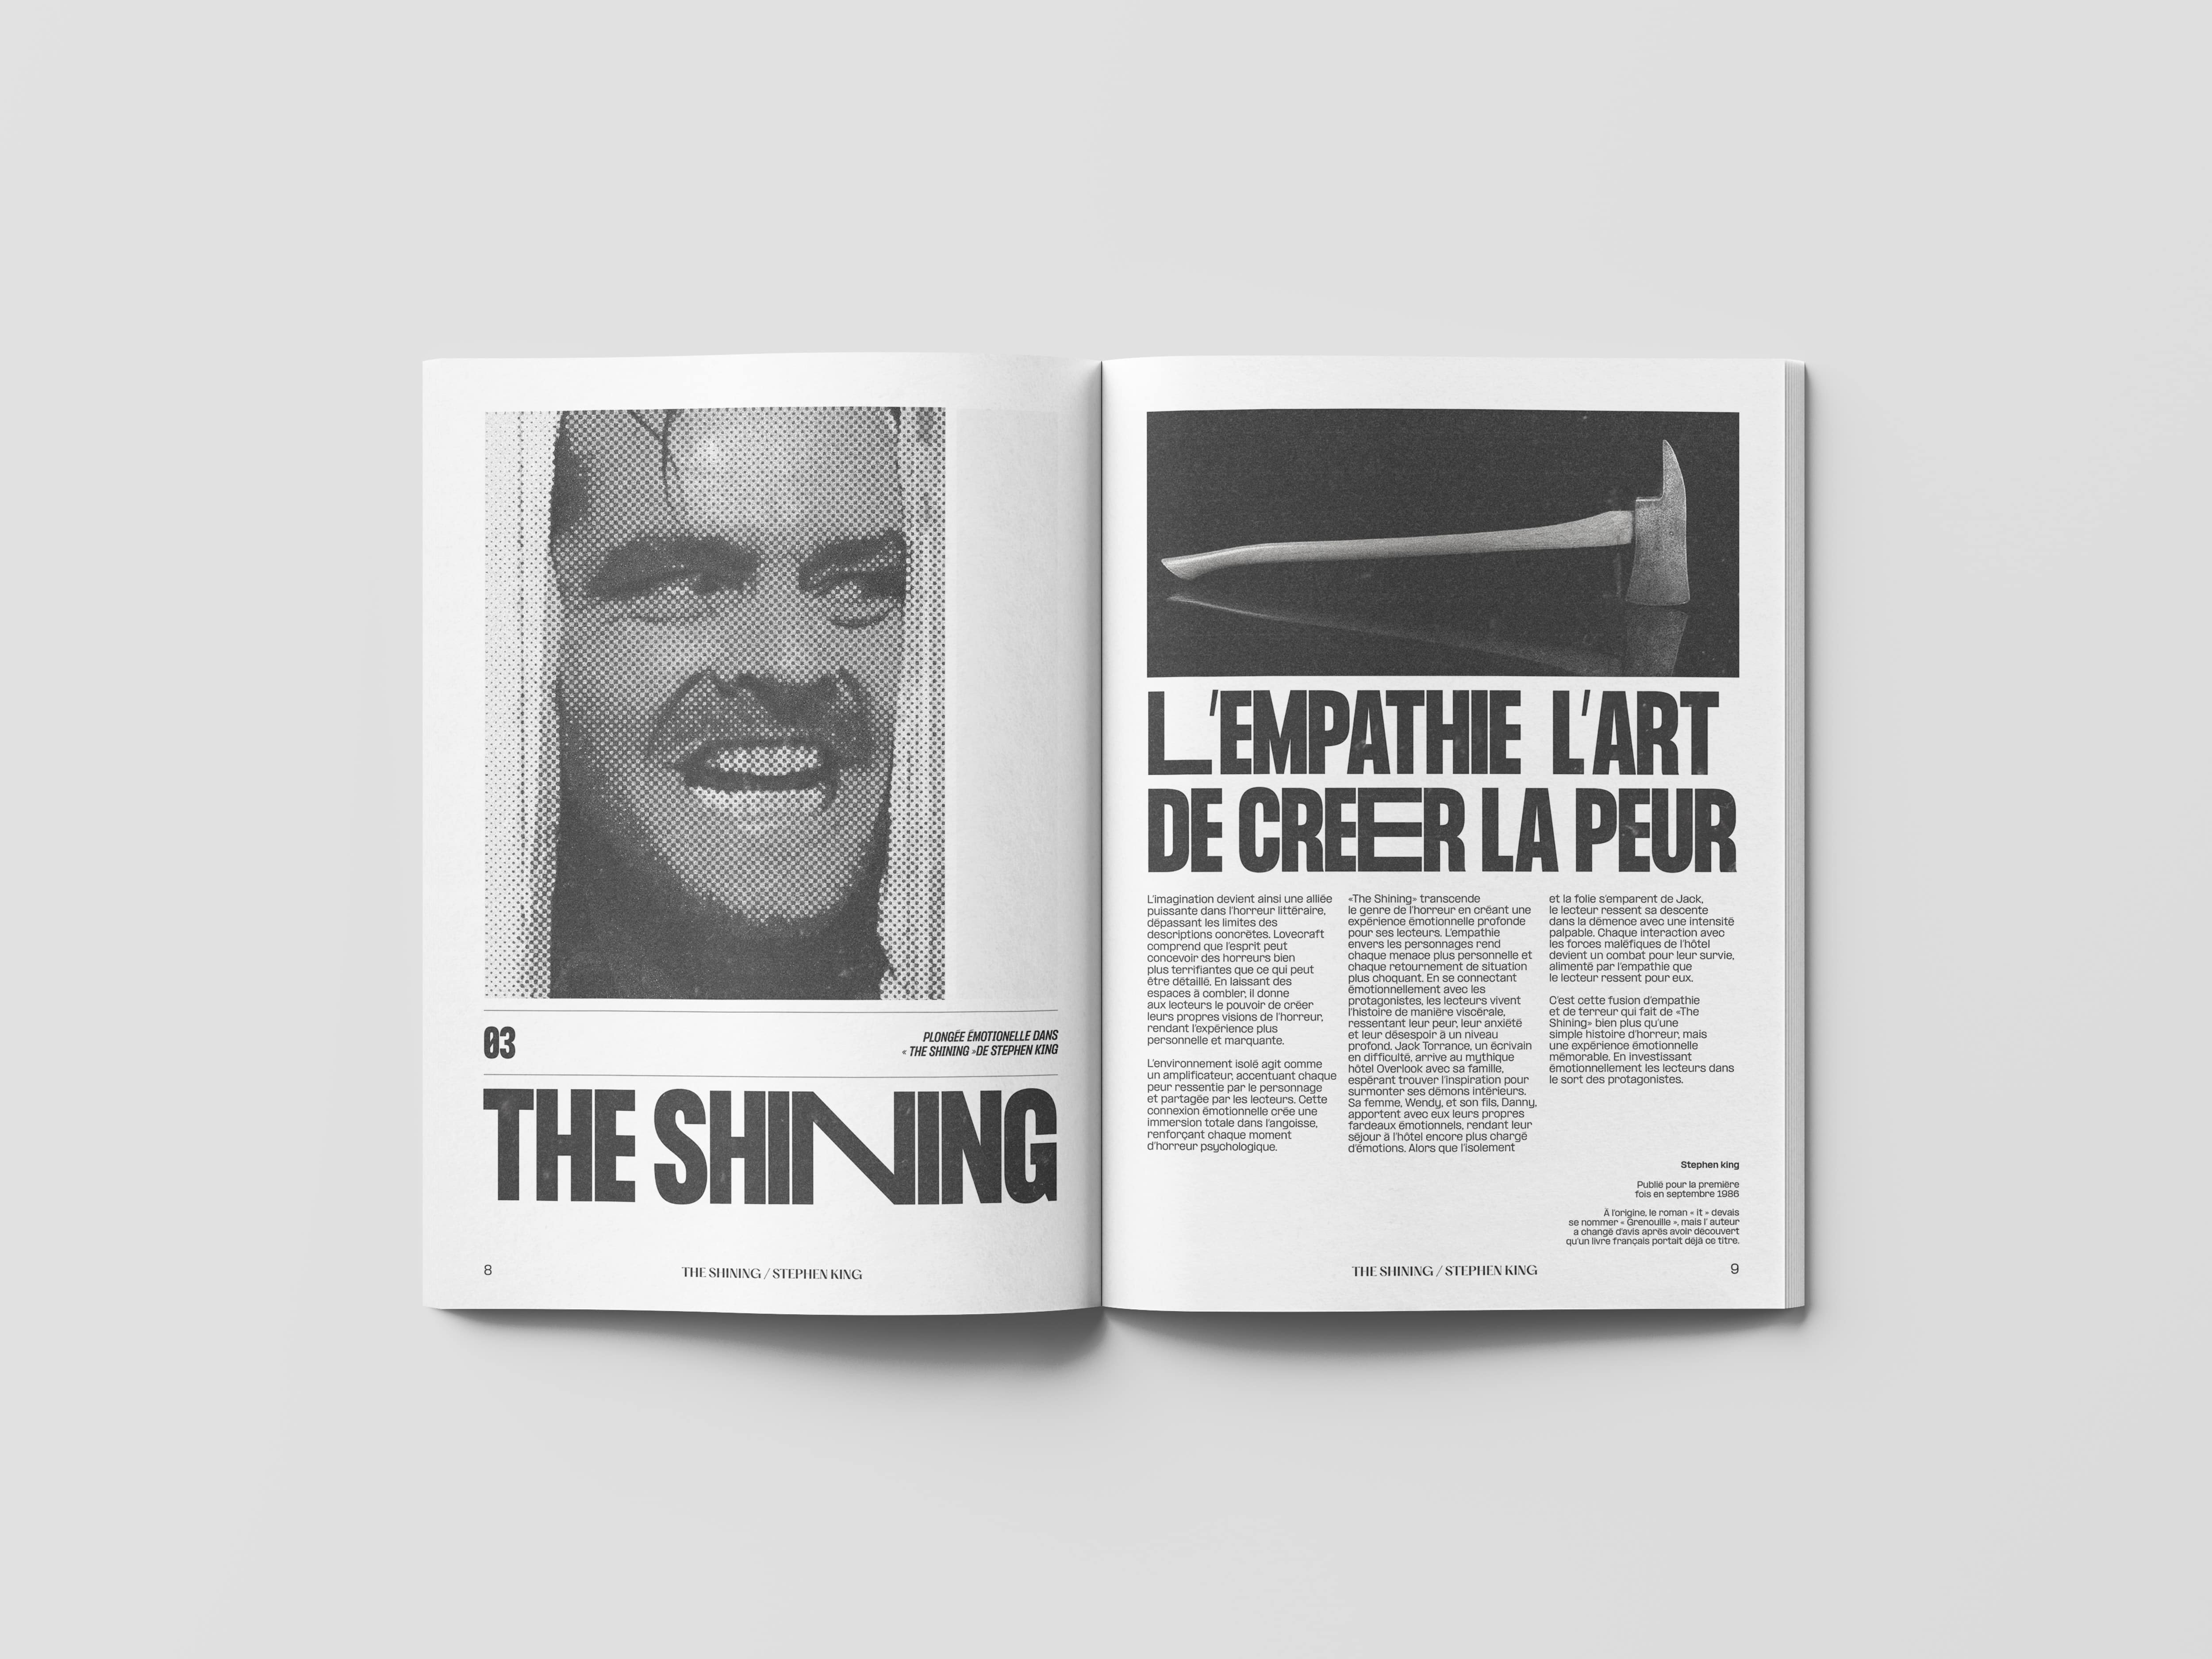 03
PLONGÉE ÉMOTIONELLE DANS
« THE SHINING »DE STEPHEN KING
THE SHINING
8
THE SHINING / STEPHEN KING
L'EMPATHIE L'ART
DE CREER LA PEUR
L'imagination devient ainsi une alliée
puissante dans l'horreur littéraire,
dépassant les limites des
descriptions concrètes. Lovecraft
comprend que l'esprit peut
concevoir des horreurs bien
plus terrifiantes que ce qui peut
être détaillé. En laissant des
espaces à combler, il donne
aux lecteurs le pouvoir de créer
leurs propres visions de l'horreur,
rendant l'expérience plus
personnelle et marquante.
L'environnement isolé agit comme
un amplificateur, accentuant chaque
peur ressentie par le personnage
et partagée par les lecteurs. Cette
connexion émotionnelle crée une
immersion totale dans l'angoisse,
renforçant chaque moment
d'horreur psychologique.
«The Shining» transcende
le genre de l'horreur en créant une
expérience émotionnelle profonde
pour ses lecteurs. L'empathie
envers les personnages rend
chaque menace plus personnelle et
chaque retournement de situation
plus choquant. En se connectant
émotionnellement avec les
protagonistes, les lecteurs vivent
l'histoire de manière viscérale,
ressentant leur peur, leur anxiété
et leur désespoir à un niveau
profond. Jack Torrance, un écrivain
en difficulté, arrive au mythique
hôtel Overlook avec sa famille,
espérant trouver l'inspiration pour
surmonter ses démons intérieurs.
Sa femme, Wendy, et son fils, Danny,
apportent avec eux leurs propres
fardeaux émotionnels, rendant leur
séjour à l'hôtel encore plus chargé
d'émotions. Alors que l'isolement
et la folie s'emparent de Jack,
le lecteur ressent sa descente
dans la démence avec une intensité
palpable. Chaque interaction avec
les forces maléfiques de l'hôtel
devient un combat pour leur survie,
alimenté par l'empathie que
le lecteur ressent pour eux.
C'est cette fusion d'empathie
et de terreur qui fait de «The
Shining» bien plus qu'une
simple histoire d'horreur, mais
une expérience émotionnelle
mémorable. En investissant
émotionnellement les lecteurs dans
le sort des protagonistes.
Stephen king
Publié pour la première
fois en septembre 1986
À l'origine, le roman « it » devais
se nommer « Grenouille », mais l' auteur
a changé d'avis après avoir découvert
qu'un livre français portait déjà ce titre.
THE SHINING / STEPHEN KING
9